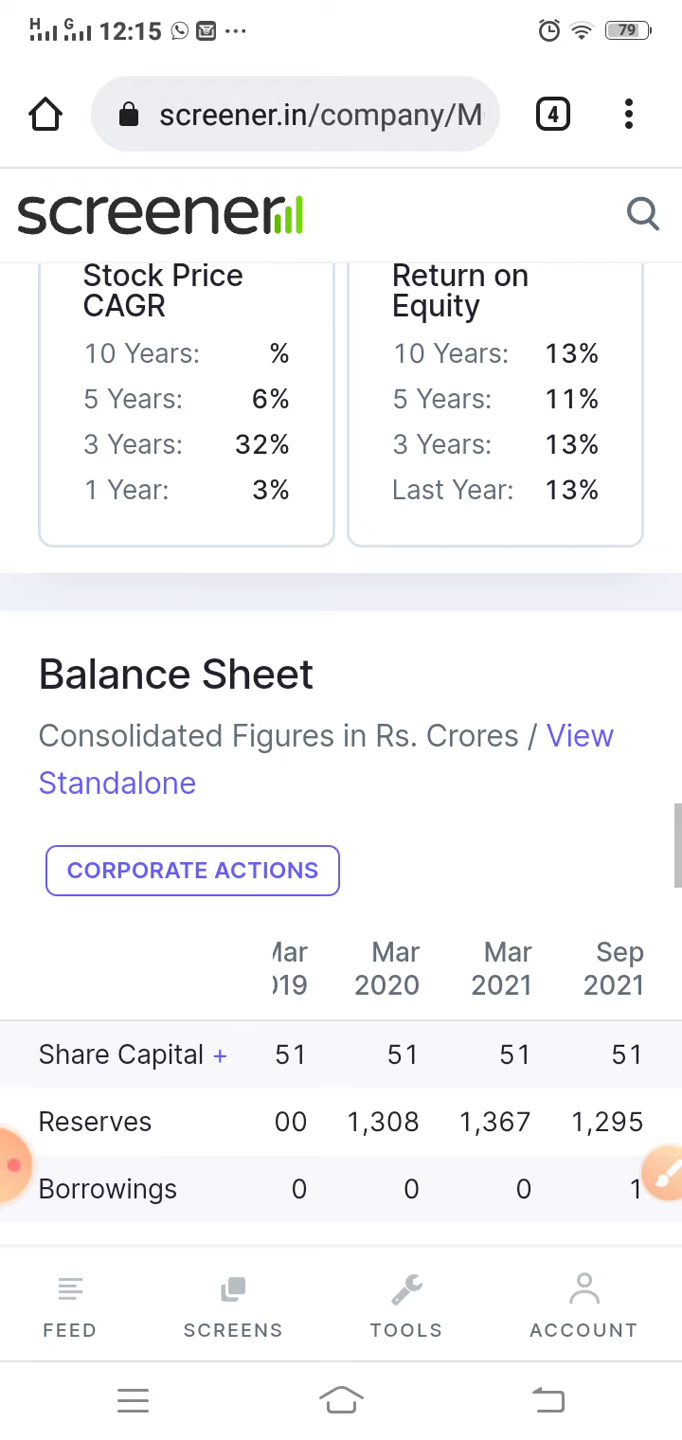 H G 12:15 ··· 79
screener.in/company/M 4
screener
Stock Price
CAGR
10 Years: %
5 Years: 6%
3 Years: 32%
1 Year: 3%
Return on
Equity
10 Years: 13%
5 Years: 11%
3 Years: 13%
Last Year: 13%
Balance Sheet
Consolidated Figures in Rs. Crores / View
Standalone
CORPORATE ACTIONS
Mar Mar Mar Sep
019 2020 2021 2021
Share Capital + 51 51 51 51
Reserves 00 1,308 1,367 1,295
Borrowings 0 0 0 1
FEED SCREENS TOOLS ACCOUNT